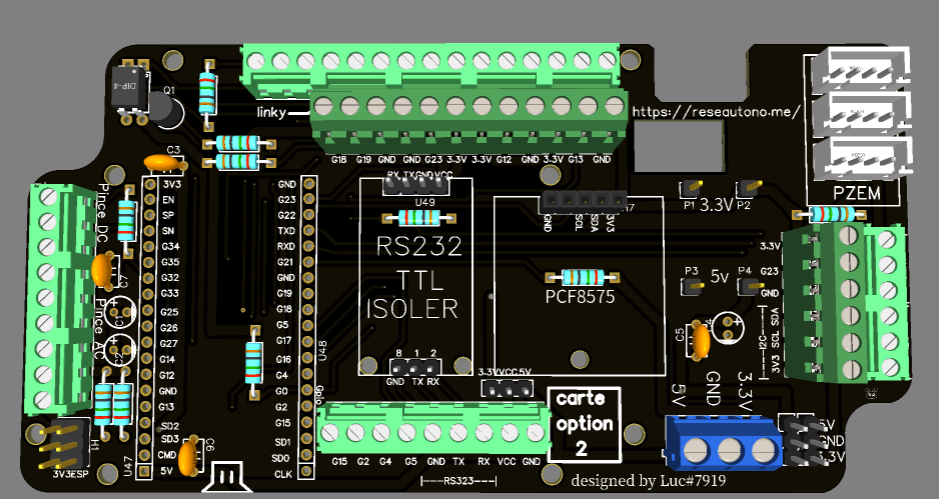 DIP-4
Q1
linky
https://reseautono.me/
G18 G19 GND GND G23 3.3V 3.3V G12 GND 3.3V G13 GND
PZEM
C3
RX TXGND VCC
U49
GND SCL SDA 3V3
P1 3.3V P2
Pince DC
3V3
EN
SP
SN
G34
G35
G32
G33
G25
G26
G27
G14
G12
GND
G13
SD2
SD3
CMD
5V
GND
G23
G22
TXD
RXD
G21
GND
G19
G18
G5
G17
G16
G4
G0
G2
G15
SD1
SD0
CLK
U48
RS232
TTL
ISOLER
PCF8575
3.3V
G23
GND
SDA
SCL
3V3
I2C
P3 5V P4
C7
C1
Pince AC
C2
C5
8 1 2
GND TX RX
3.3VVCC5V
carte
option
2
5V
GND
3.3V
5V
GND
3.3V
H1
3V3ESP
U47
C6
G15 G2 G4 G5 GND TX RX VCC GND
RS323
designed by Luc#7919